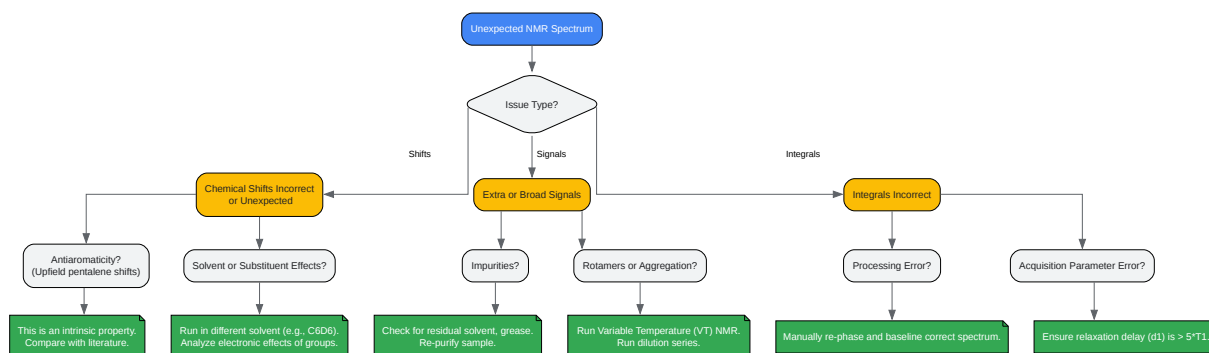 Unexpected NMR Spectrum
Issue Type?
Shifts
Signals
Integrals
Chemical Shifts Incorrect
or Unexpected
Extra or Broad Signals
Integrals Incorrect
Antiaromaticity?
(Upfield pentalene shifts)
Solvent or Substituent Effects?
Impurities?
Rotamers or Aggregation?
Processing Error?
Acquisition Parameter Error?
This is an intrinsic property.
Compare with literature.
Run in different solvent (e.g., C6D6).
Analyze electronic effects of groups.
Check for residual solvent, grease.
Re-purify sample.
Run Variable Temperature (VT) NMR.
Run dilution series.
Manually re-phase and baseline correct spectrum.
Ensure relaxation delay (d1) is > 5*T1.